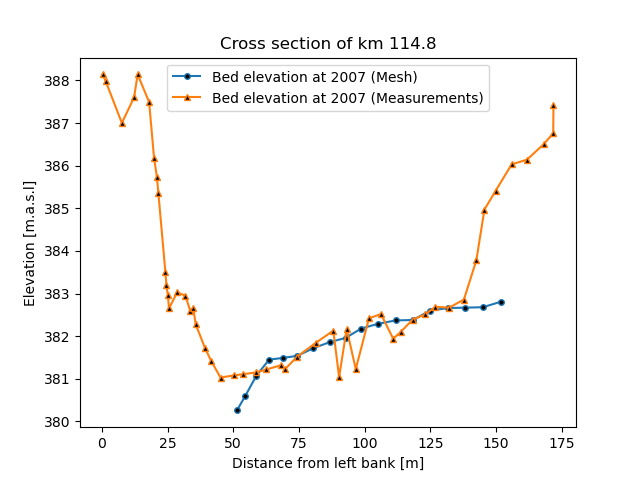 Cross section of km 114.8
Bed elevation at 2007 (Mesh)
Bed elevation at 2007 (Measurements)
Elevation [m.a.s.l]
388
387
386
385
384
383
382
381
380
0 25 50 75 100 125 150 175
Distance from left bank [m]